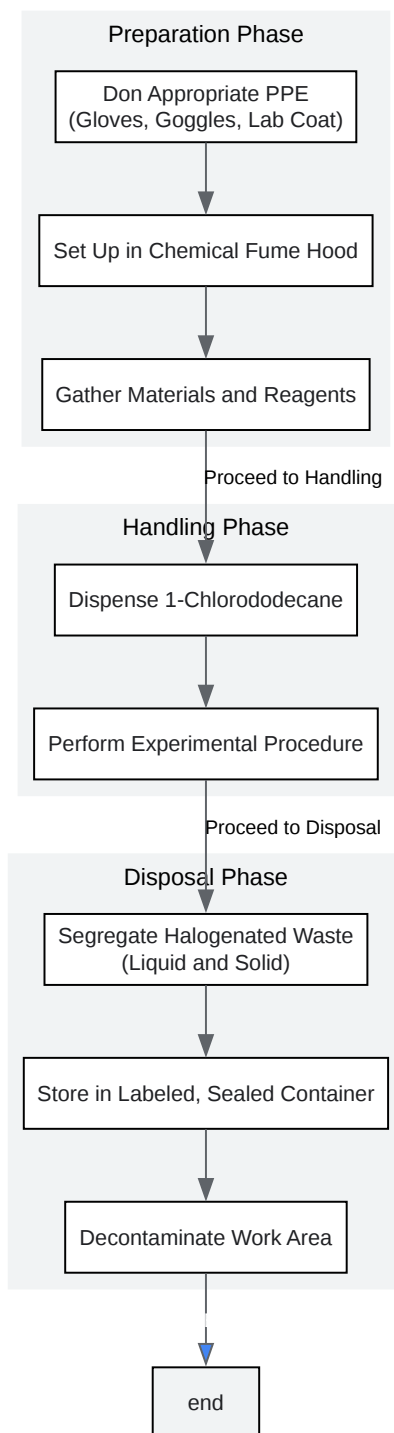 Preparation Phase
Don Appropriate PPE
(Gloves, Goggles, Lab Coat)
Set Up in Chemical Fume Hood
Gather Materials and Reagents
Proceed to Handling
Handling Phase
Dispense 1-Chlorododecane
Perform Experimental Procedure
Proceed to Disposal
Disposal Phase
Segregate Halogenated Waste
(Liquid and Solid)
Store in Labeled, Sealed Container
Decontaminate Work Area
end